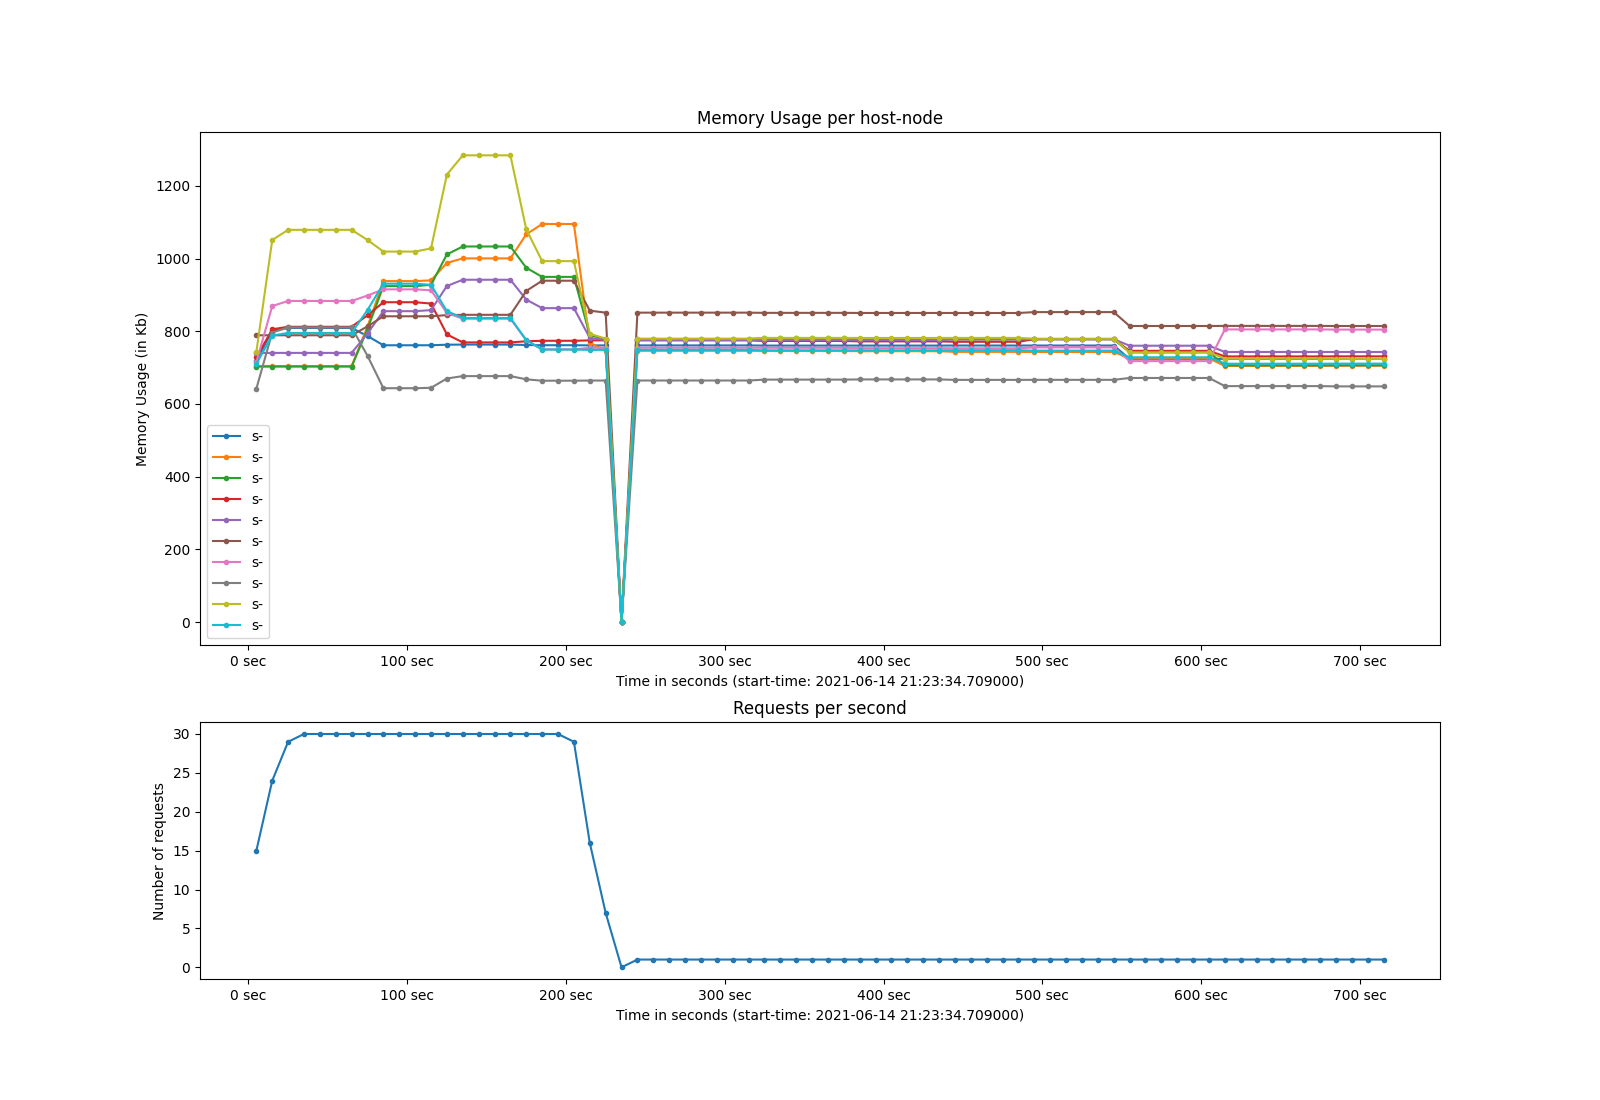 Memory Usage per host-node
Memory Usage (in Kb)
1200
1000
800
600
400
200
0
s-
s-
s-
s-
s-
s-
s-
s-
s-
s-
0 sec 100 sec 200 sec 300 sec 400 sec 500 sec 600 sec 700 sec
Time in seconds (start-time: 2021-06-14 21:23:34.709000)
Requests per second
Number of requests
30
25
20
15
10
5
0
0 sec 100 sec 200 sec 300 sec 400 sec 500 sec 600 sec 700 sec
Time in seconds (start-time: 2021-06-14 21:23:34.709000)